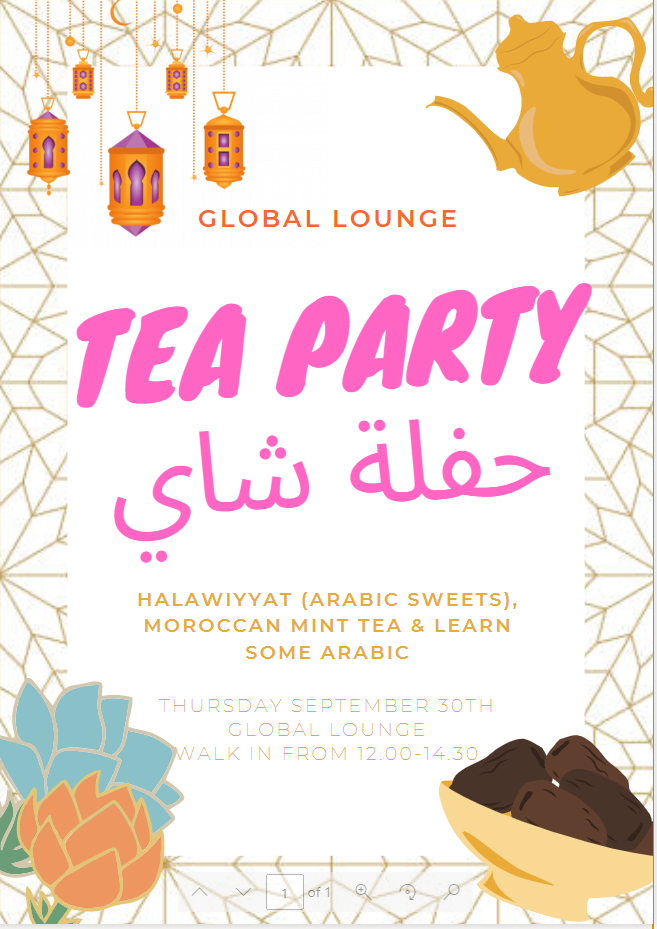 GLOBAL LOUNGE
TEA PARTY
حفلة شاي
HALAWIYYAT (ARABIC SWEETS),
MOROCCAN MINT TEA & LEARN
SOME ARABIC
THURSDAY SEPTEMBER 30TH
GLOBAL LOUNGE
WALK IN FROM 12.00-14.30
1 of 1